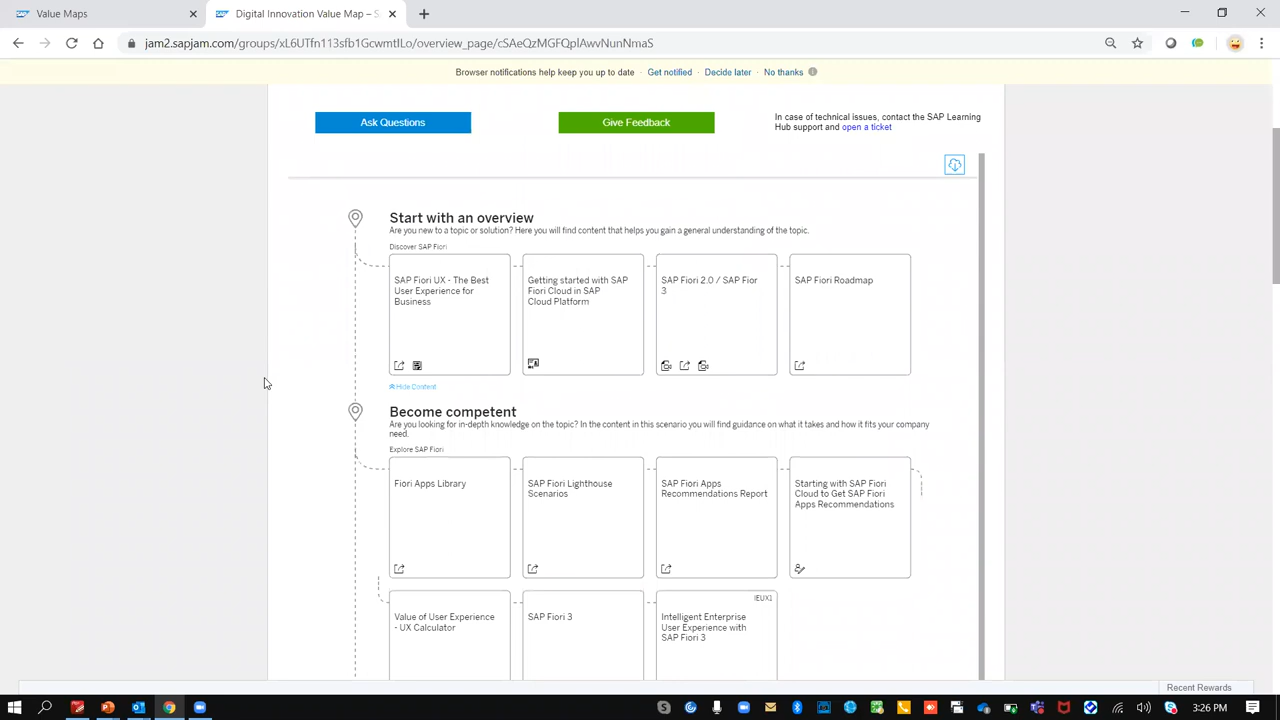 Value Maps
Digital Innovation Value Map – S
jam2.sapjam.com/groups/xL6UTfn113sfb1GcwmtILo/overview_page/cSAeQzMGFQplAwvNunNmaS
Browser notifications help keep you up to date · Get notified · Decide later · No thanks
Ask Questions
Give Feedback
In case of technical issues, contact the SAP Learning
Hub support and open a ticket
Start with an overview
Are you new to a topic or solution? Here you will find content that helps you gain a general understanding of the topic.
Discover SAP Fiori
SAP Fiori UX - The Best
User Experience for
Business
Getting started with SAP
Fiori Cloud in SAP
Cloud Platform
SAP Fiori 2.0 / SAP Fior
3
SAP Fiori Roadmap
Hide Content
Become competent
Are you looking for in-depth knowledge on the topic? In the content in this scenario you will find guidance on what it takes and how it fits your company
need.
Explore SAP Fiori
Fiori Apps Library
SAP Fiori Lighthouse
Scenarios
SAP Fiori Apps
Recommendations Report
Starting with SAP Fiori
Cloud to Get SAP Fiori
Apps Recommendations
Value of User Experience
- UX Calculator
SAP Fiori 3
IEUX1
Intelligent Enterprise
User Experience with
SAP Fiori 3
Recent Rewards
3:26 PM